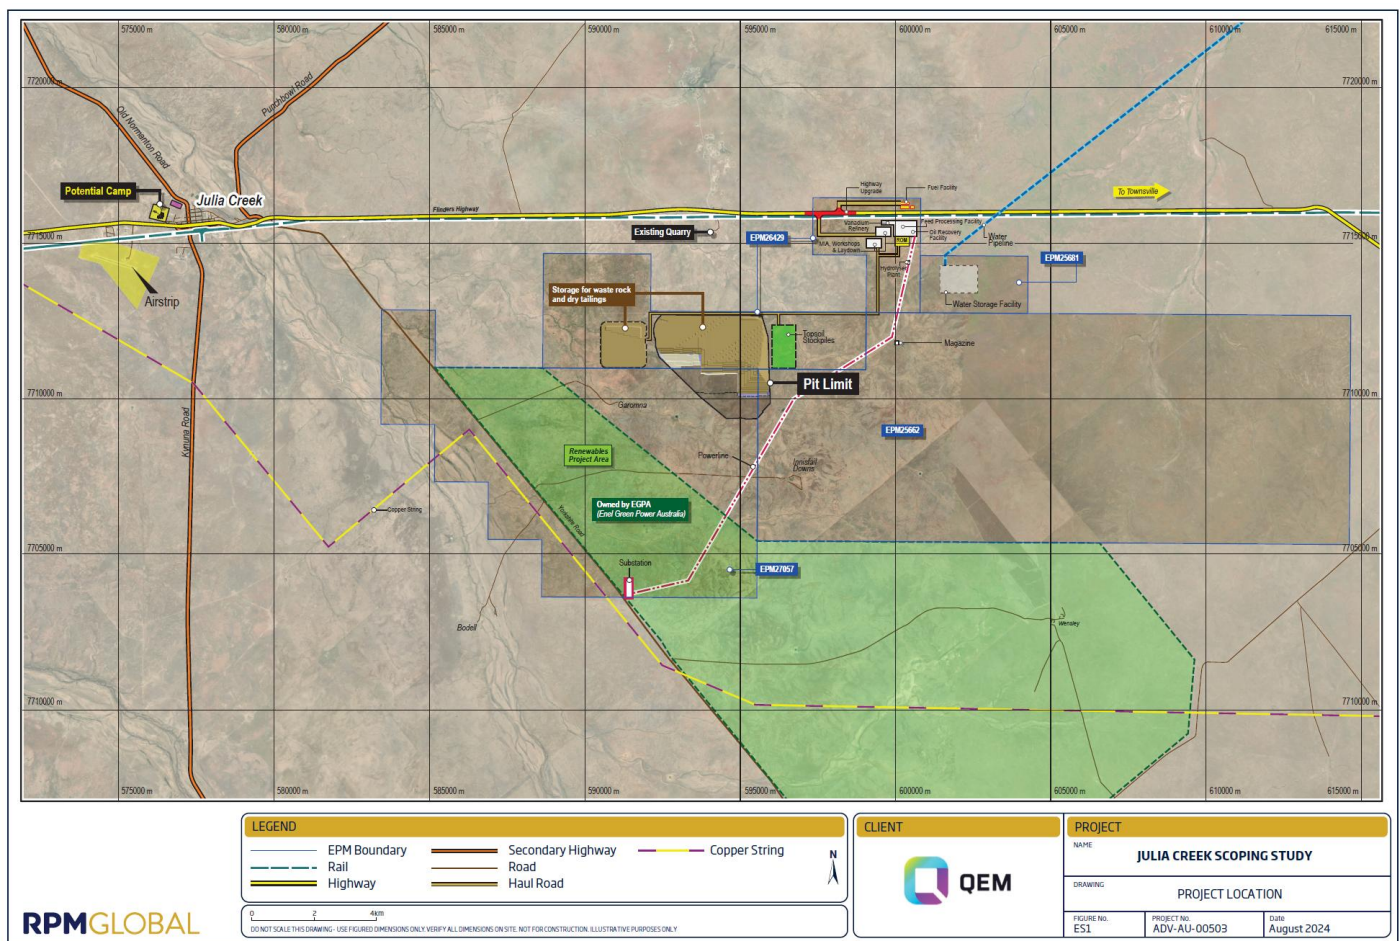 575000 m
580000 m
585000 m
590000 m
595000 m
600000 m
605000 m
610000 m
615000 m
7720000 m
7720000 m
Old Normanton Road
Punchbowl Road
Potential Camp
Julia Creek
Flinders Highway
Highway
Upgrade
Fuel Facility
To Townsville
Existing Quarry
EPM26429
Vanadium
Refinery
Feed Processing Facility
Oil Recovery
Facility
ROM
MIA, Workshops
& Laydown
Water
Pipeline
7715000 m
7715000 m
EPM25681
Water Storage Facility
Airstrip
Storage for waste rock
and dry tailings
Topsoil
Stockpiles
Magazine
Pit Limit
7710000 m
7710000 m
Kynuna Road
Garomna
EPM25662
Renewables
Project Area
Powerline
Innisfail
Downs
Owned by EGPA
(Enel Green Power Australia)
Copper String
Yorkshire Road
7705000 m
7705000 m
Substation
EPM27057
Bodell
Wensley
7710000 m
7710000 m
575000 m
580000 m
585000 m
590000 m
595000 m
600000 m
605000 m
610000 m
615000 m
LEGEND
EPM Boundary
Secondary Highway
Copper String
Rail
Road
Highway
Haul Road
N
0 2 4km
DO NOT SCALE THIS DRAWING - USE FIGURED DIMENSIONS ONLY. VERIFY ALL DIMENSIONS ON SITE. NOT FOR CONSTRUCTION. ILLUSTRATIVE PURPOSES ONLY
RPMGLOBAL
CLIENT
QEM
PROJECT
NAME
JULIA CREEK SCOPING STUDY
DRAWING
PROJECT LOCATION
FIGURE No.
ES1
PROJECT No.
ADV-AU-00503
Date
August 2024